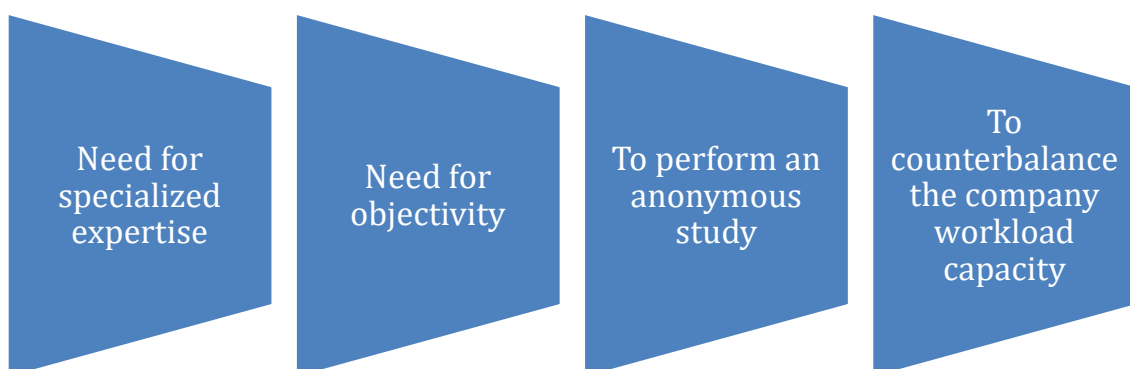 Need for
specialized
expertise
Need for
objectivity
To perform an
anonymous
study
To
counterbalance
the company
workload
capacity